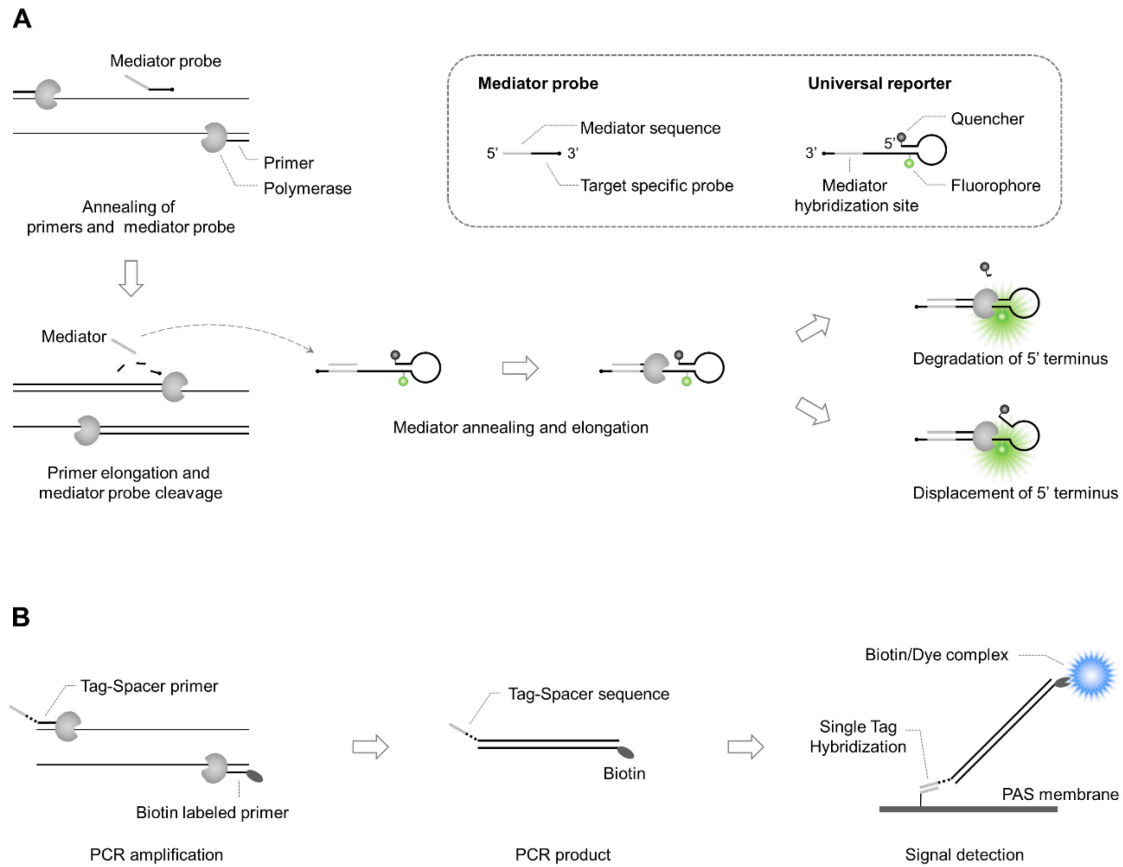 A
Mediator probe
Primer
Polymerase
Annealing of
primers and mediator probe
Mediator probe
5’
3’
Mediator sequence
Target specific probe
Universal reporter
3’
5’
Quencher
Mediator
hybridization site
Fluorophore
Mediator
Primer elongation and
mediator probe cleavage
Mediator annealing and elongation
Degradation of 5’ terminus
Displacement of 5’ terminus
B
Tag-Spacer primer
Biotin labeled primer
PCR amplification
Tag-Spacer sequence
Biotin
PCR product
Biotin/Dye complex
Single Tag
Hybridization
PAS membrane
Signal detection